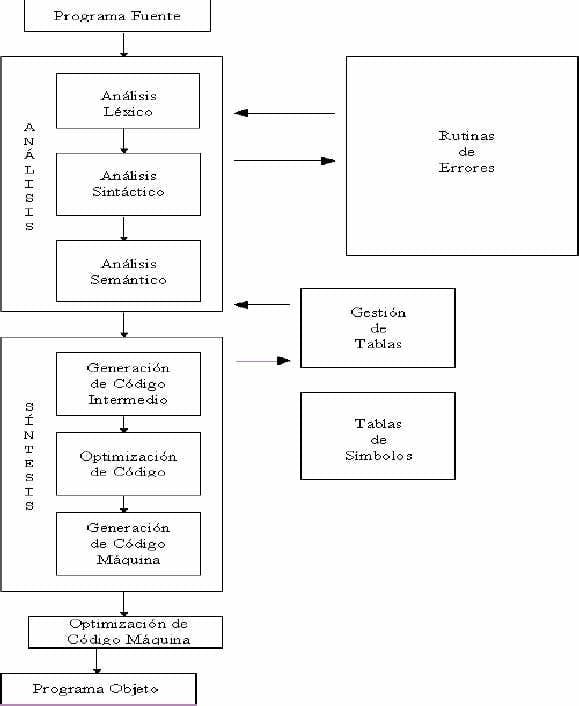 Programa Fuente
ANÁLISIS
Análisis
Léxico
Análisis
Sintáctico
Análisis
Semántico
Rutinas
de
Errores
Gestión
de
Tablas
Tablas
de
Símbolos
SÍNTESIS
Generación
de Código
Intermedio
Optimización
de Código
Generación
de Código
Máquina
Optimización de
Código Máquina
Programa Objeto